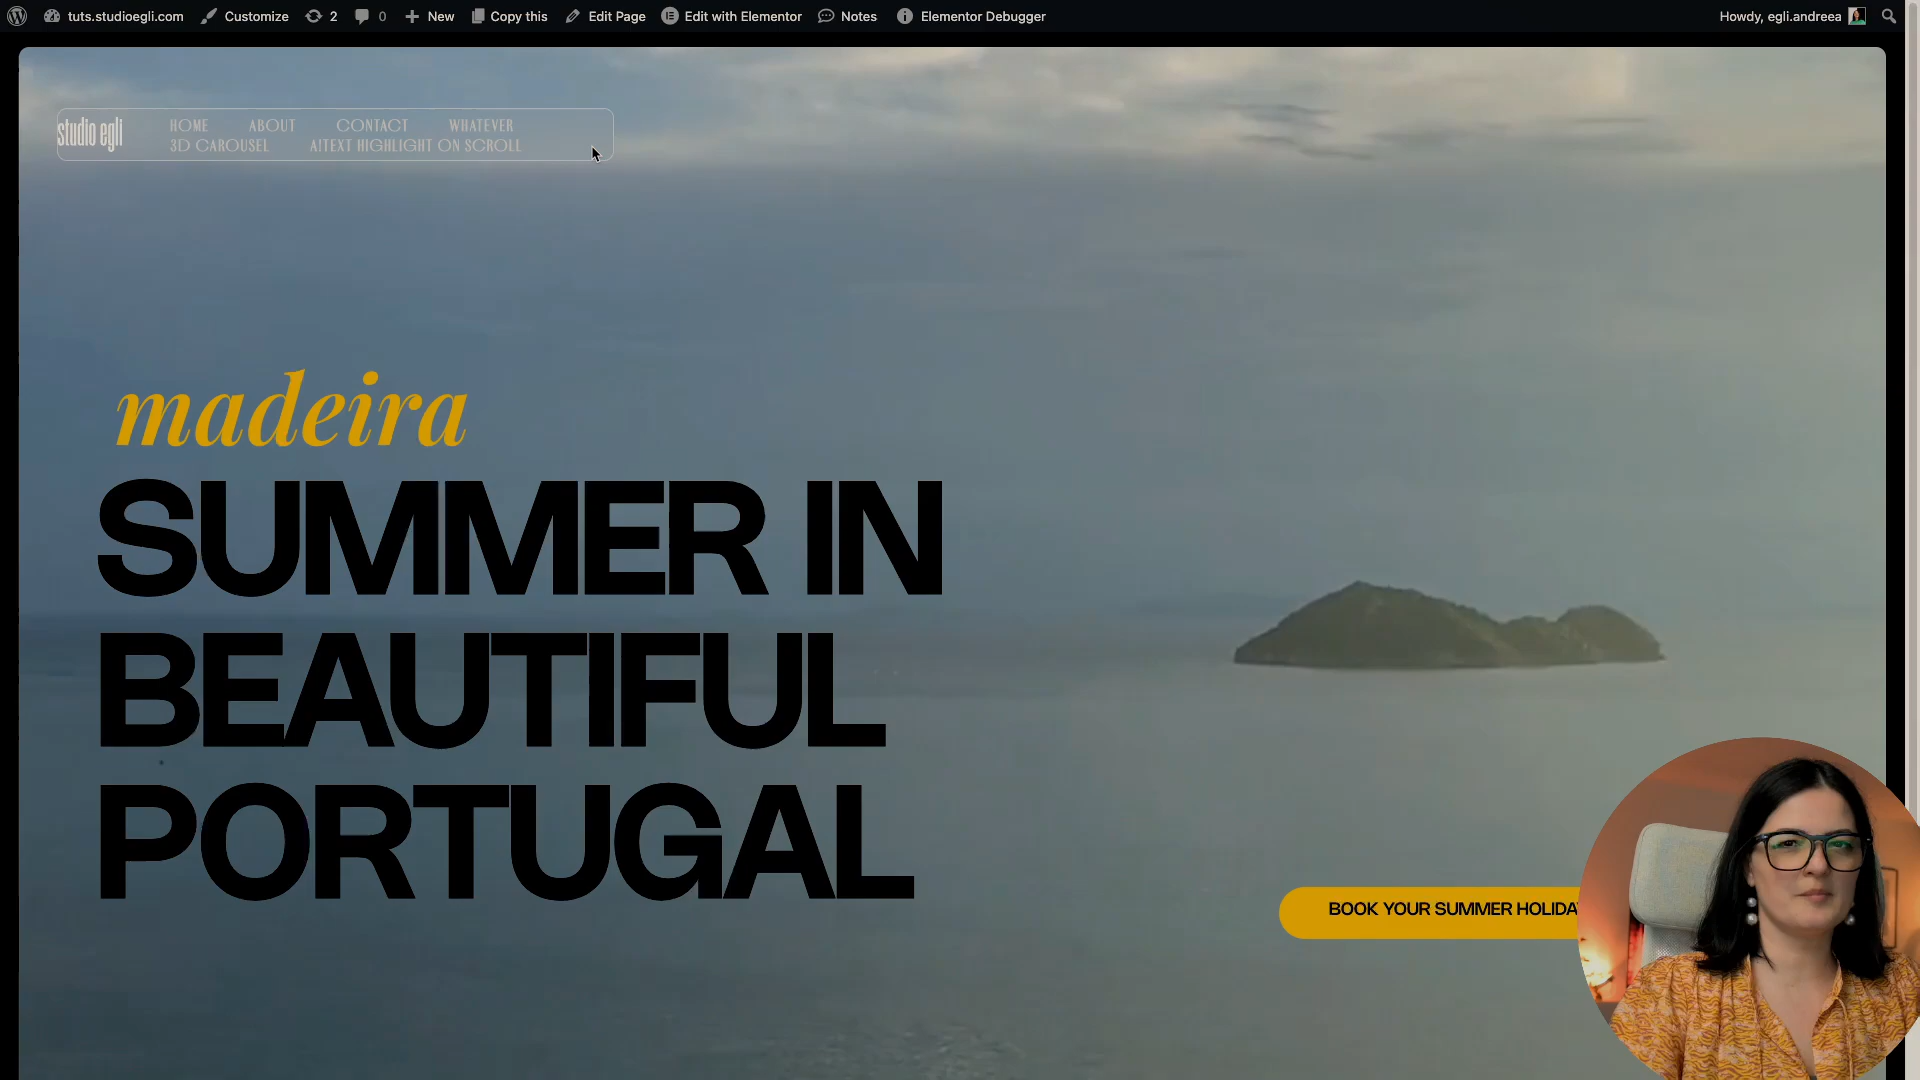 tuts.studioegli.com Customize 2 0 New Copy this Edit Page Edit with Elementor Notes Elementor Debugger Howdy, egli.andreea
studio egli
HOME ABOUT CONTACT WHATEVER
3D CAROUSEL A!TEXT HIGHLIGHT ON SCROLL
madeira
SUMMER IN
BEAUTIFUL
PORTUGAL
BOOK YOUR SUMMER